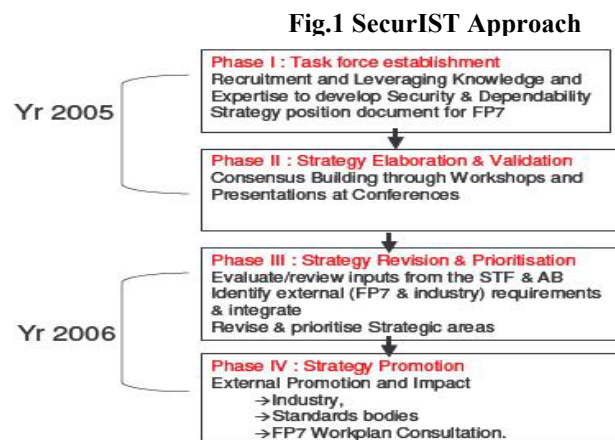 Fig.1 SecurIST Approach
Phase I : Task force establishment
Recruitment and Leveraging Knowledge and
Expertise to develop Security & Dependability
Strategy position document for FP7
Yr 2005
Phase II : Strategy Elaboration & Validation
Consensus Building through Workshops and
Presentations at Conferences
Phase III : Strategy Revision & Prioritisation
Evaluate/review inputs from the STF & AB
Identify external (FP7 & industry) requirements
& integrate
Revise & prioritise Strategic areas
Yr 2006
Phase IV : Strategy Promotion
External Promotion and Impact
→Industry,
→Standards bodies
→FP7 Workplan Consultation.